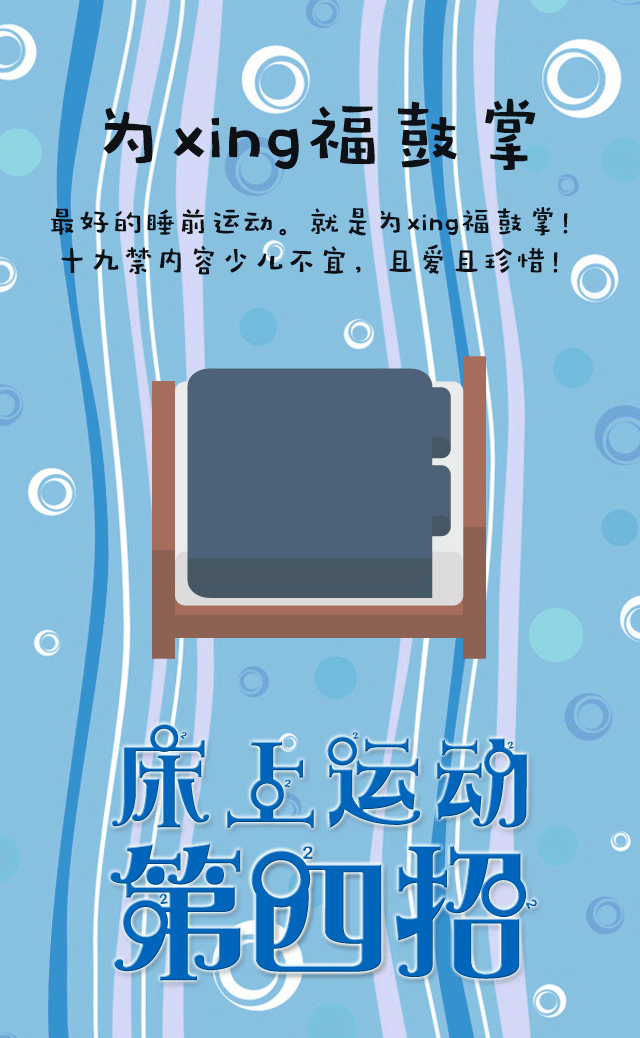 为xing福鼓掌
最好的睡前运动。就是为xing福鼓掌！
十九禁内容少儿不宜，且爱且珍惜！
床上运动
第四招